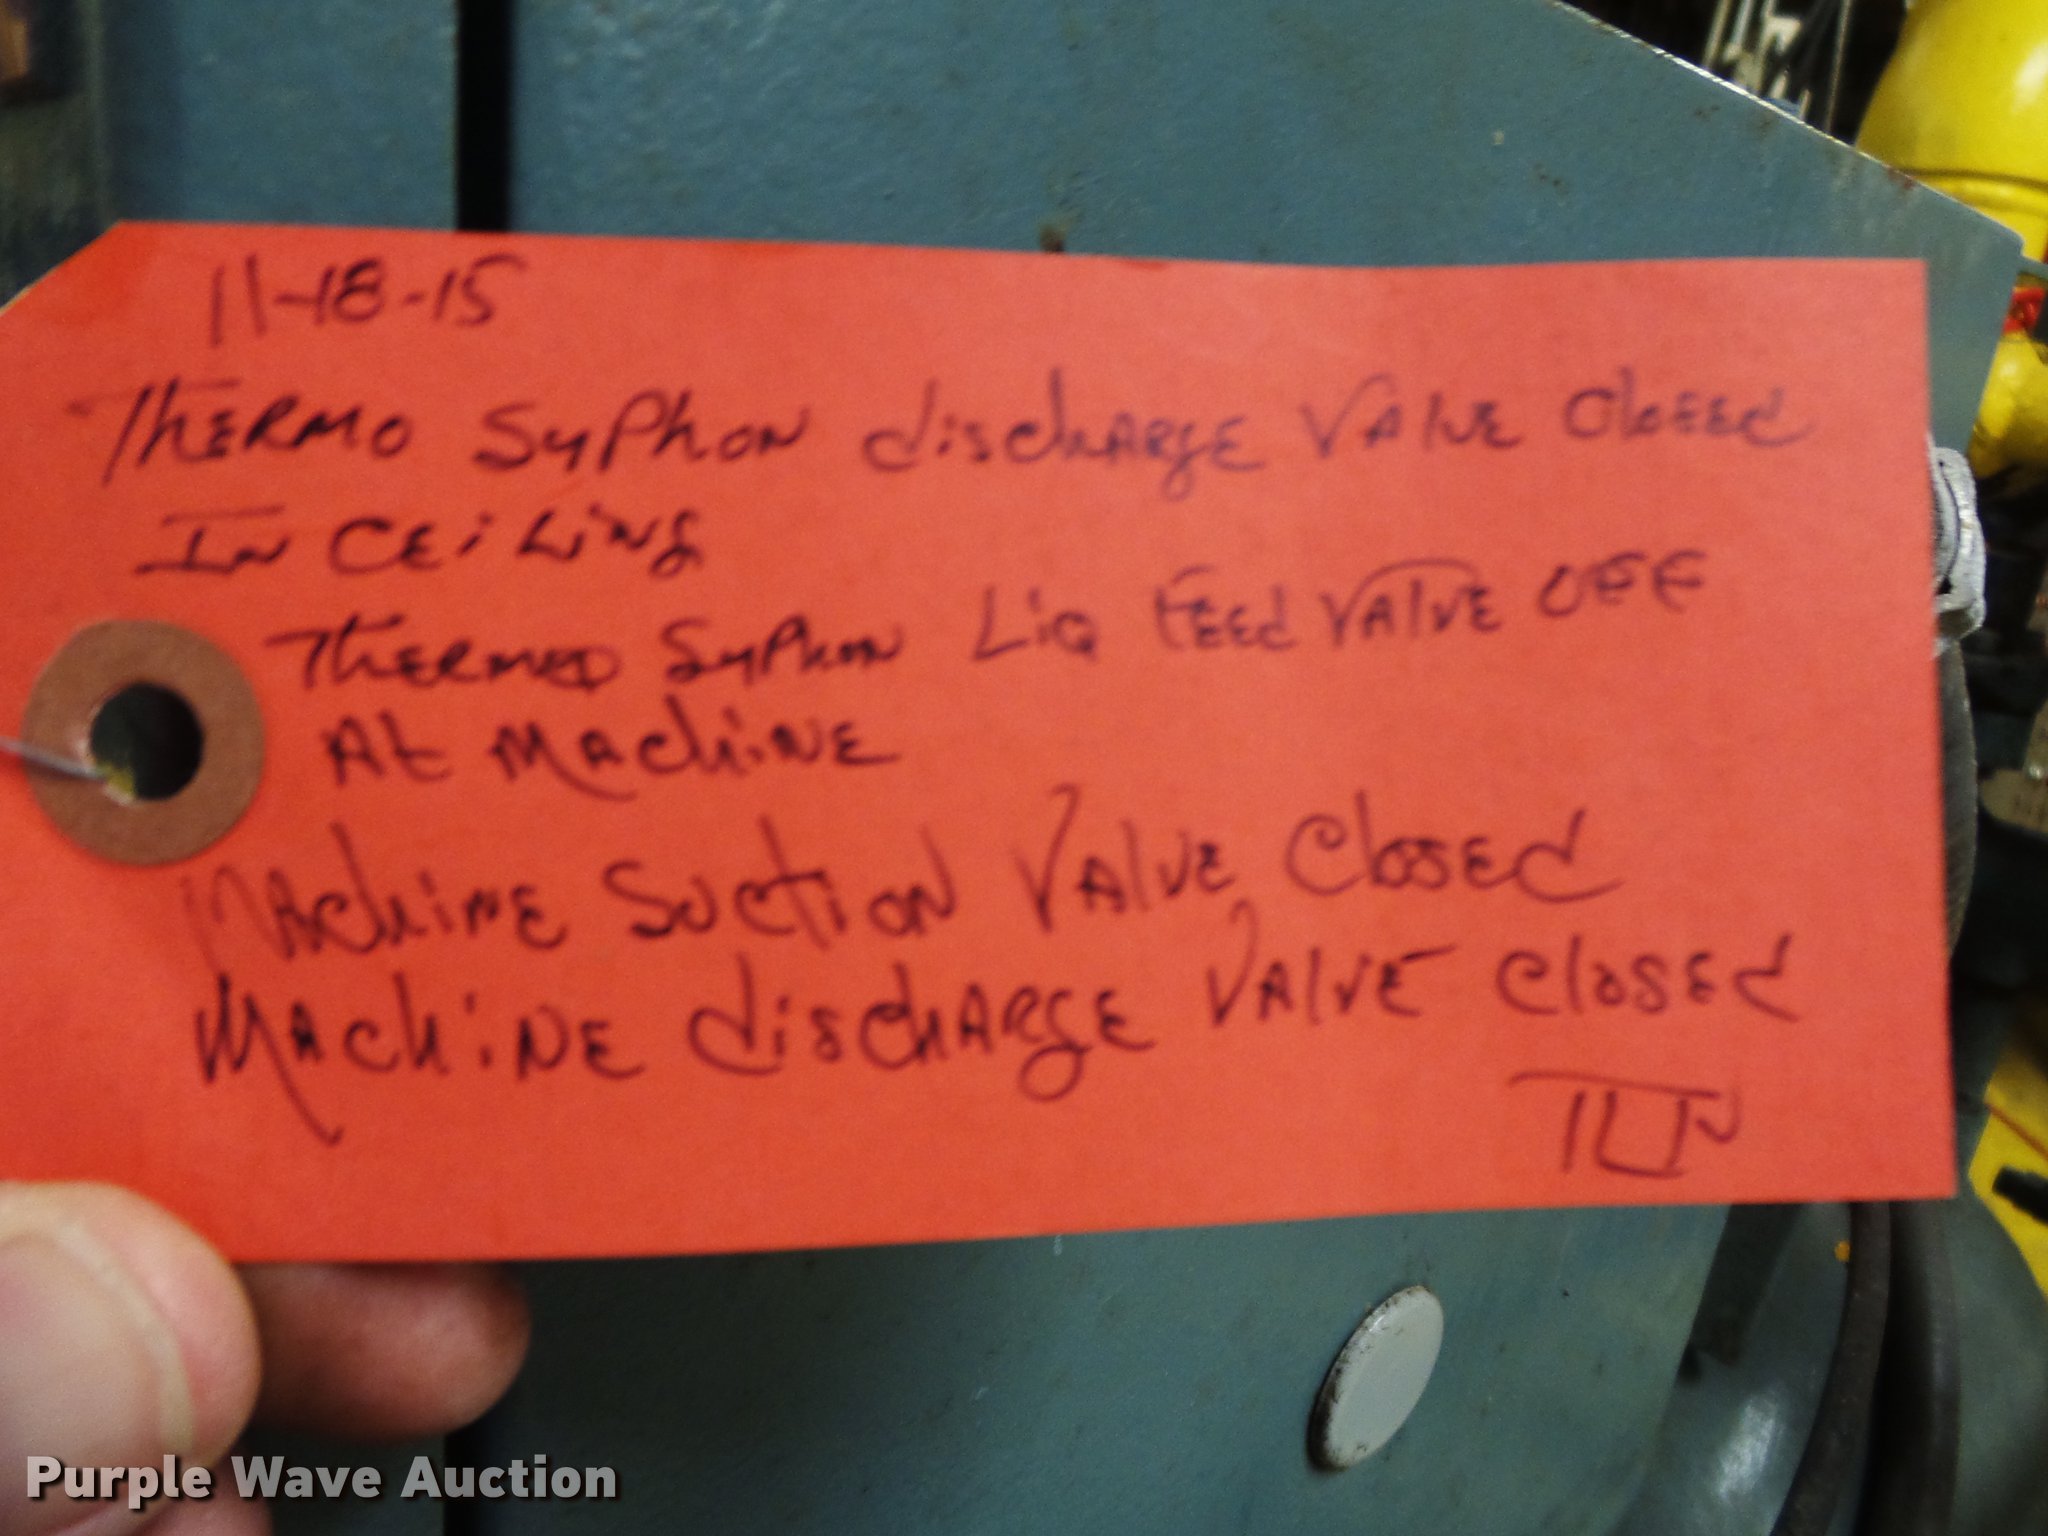 11-18-15
Thermo Syphon discharge Valve Closed
In Ceiling
Thermo Syphon Liq Feed Valve OFF
At Machine
Machine Suction Valve Closed
Machine discharge Valve Closed
Purple Wave Auction